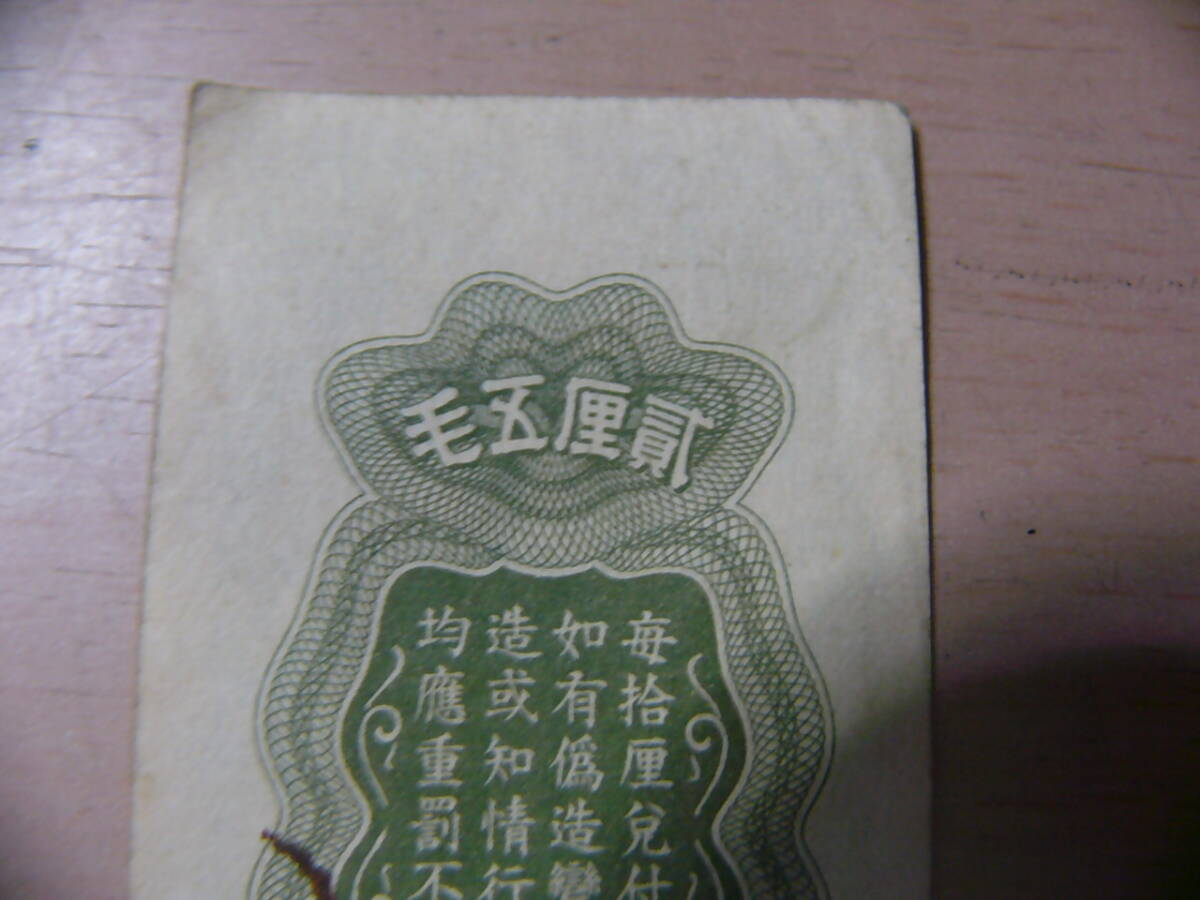 貳厘五毛
每拾厘兌付
如有僞造變
造或知情行
均應重罰不